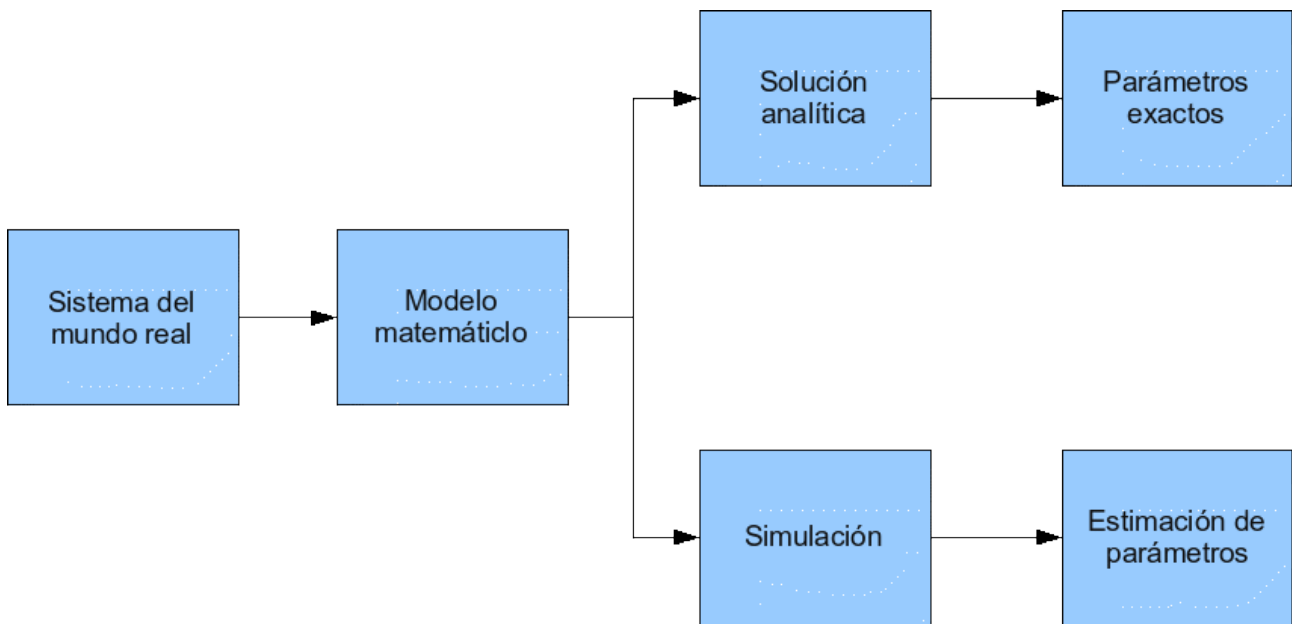 Solución
analítica
Parámetros
exactos
Sistema del
mundo real
Modelo
matemáticlo
Simulación
Estimación de
parámetros